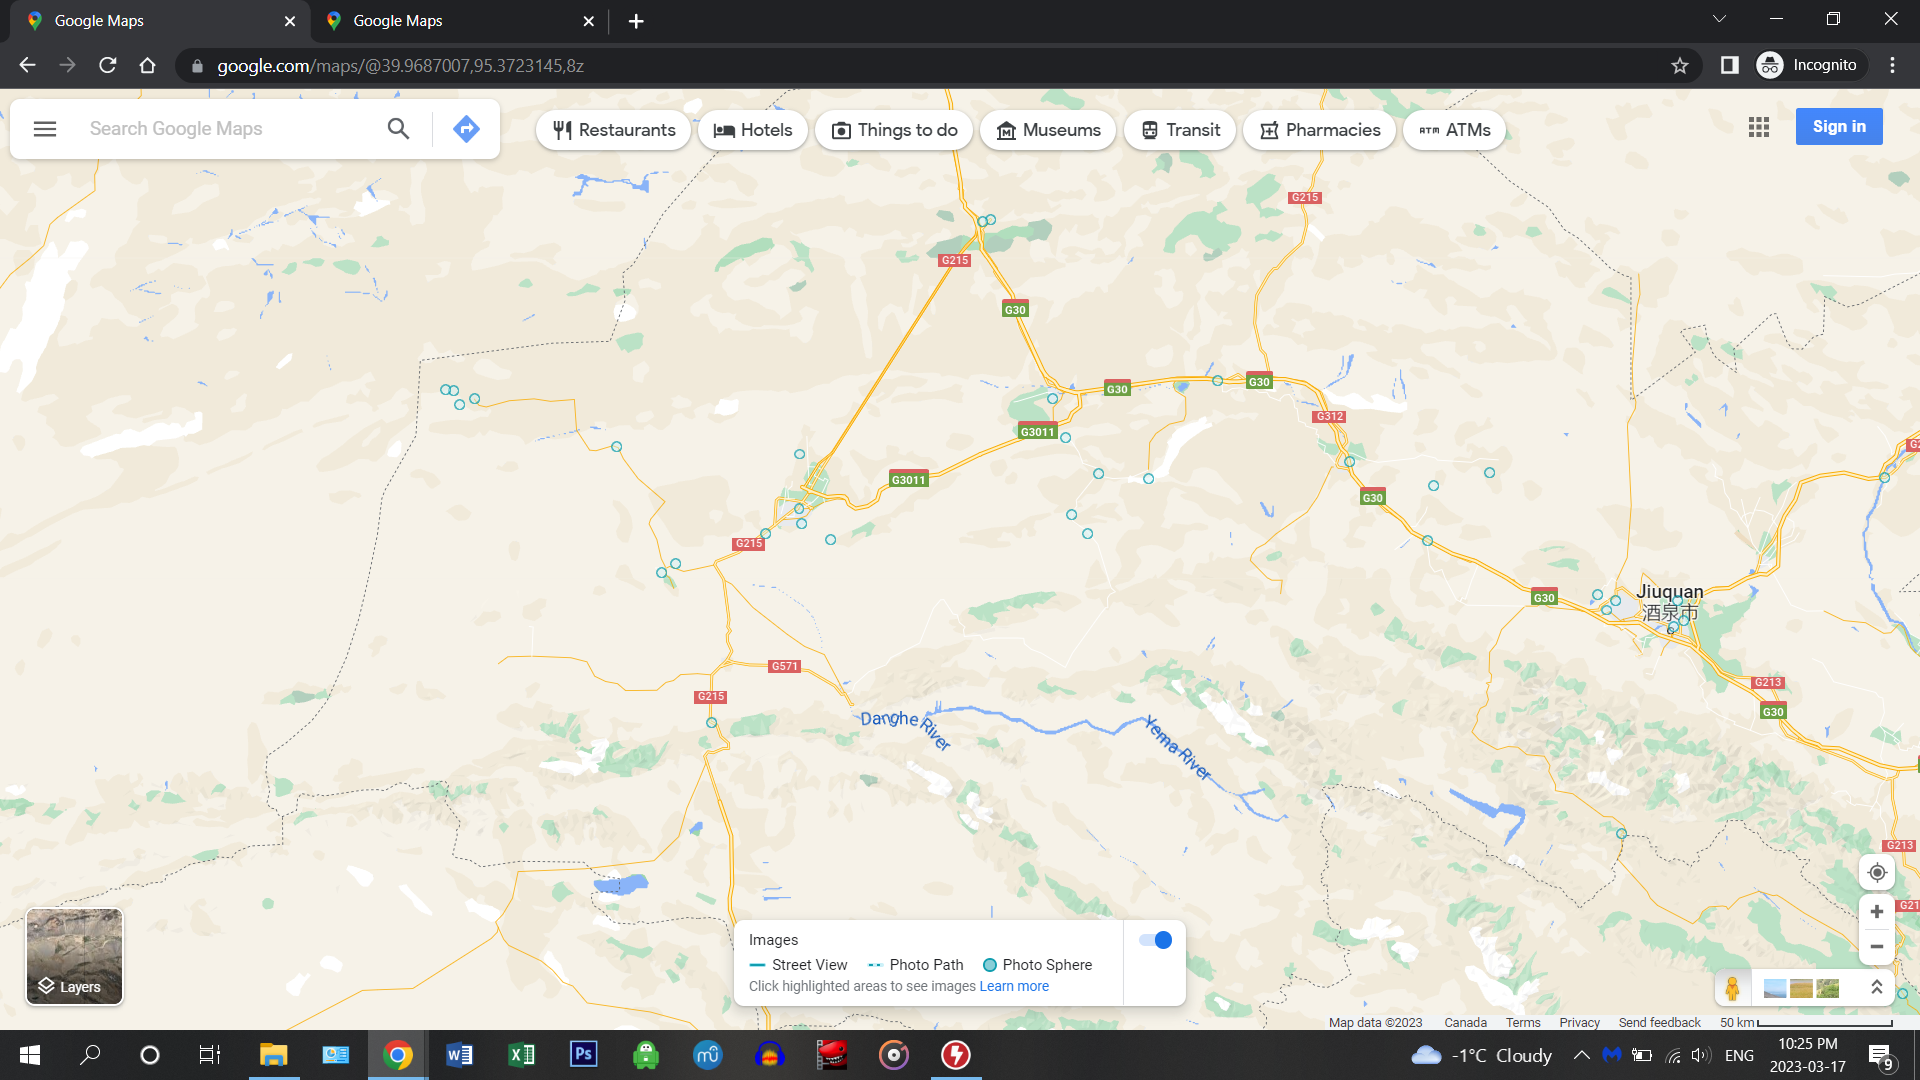 Google Maps
Google Maps
google.com/maps/@39.9687007,95.3723145,8z
Incognito
Search Google Maps
Restaurants
Hotels
Things to do
Museums
Transit
Pharmacies
ATM ATMs
Sign in
G215
G215
G30
G30
G30
G312
G3011
G3011
G30
G215
G30
Jiuquan
酒泉市
G571
G215
G213
G30
Danghe River
Yema River
G213
Layers
Images
Street View
Photo Path
Photo Sphere
Click highlighted areas to see images Learn more
Map data ©2023
Canada
Terms
Privacy
Send feedback
50 km
-1°C Cloudy
ENG
10:25 PM
2023-03-17
9